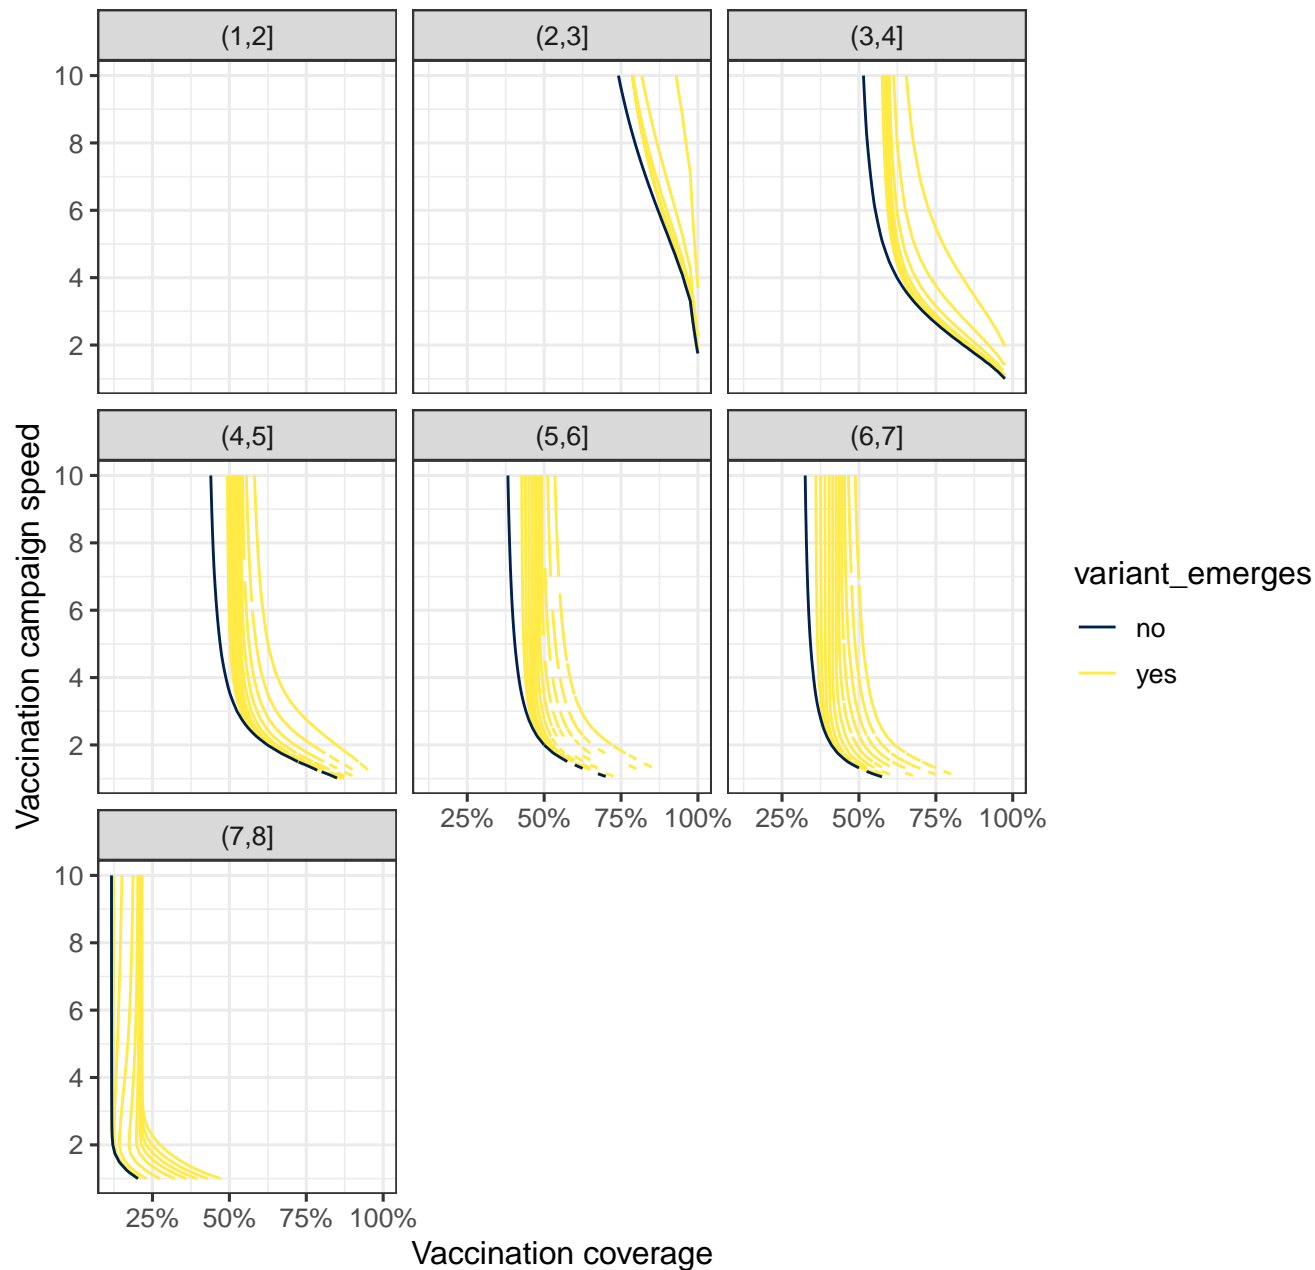 (1,2] (2,3] (3,4]
10
8
6
4
2
(4,5] (5,6] (6,7]
10
8
6
4
2
25% 50% 75% 100% 25% 50% 75% 100%
(7,8]
10
8
6
4
2
25% 50% 75% 100%
Vaccination coverage
Vaccination campaign speed
variant_emerges
no
yes